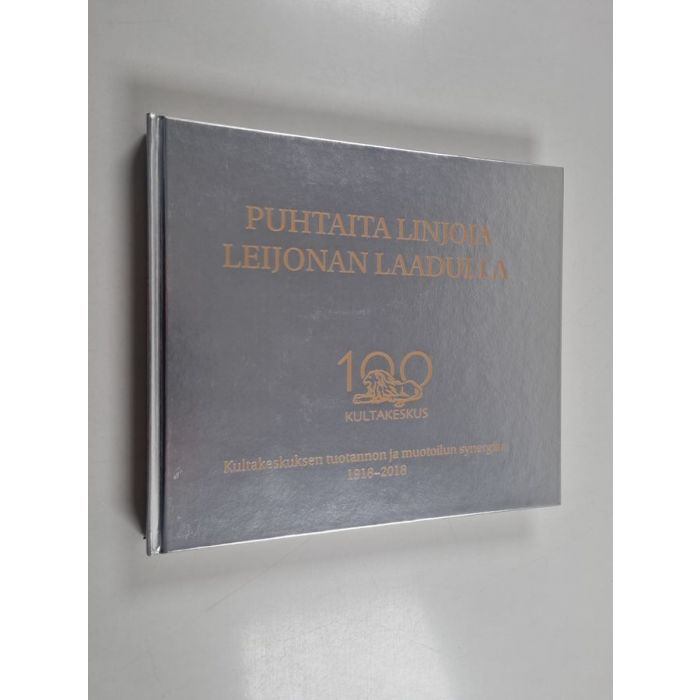 PUHTAITA LINJOJA
LEIJONAN LAADULLA
100
KULTAKESKUS
Kultakeskuksen tuotannon ja muotoilun synergia
1918–2018